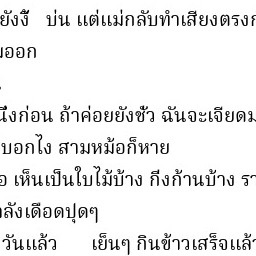 ยังงี้ บ่น แต่แม่กลับทำเสียงตรงก
ออก
นึ่งก่อน ถ้าค่อยยังชั่ว ฉันจะเจียดม
บอกไง สามหม้อก็หาย
อ เห็นเป็นใบไม้บ้าง กิ่งก้านบ้าง รา
ลังเดือดปุดๆ
วันแล้ว เย็นๆ กินข้าวเสร็จแล้